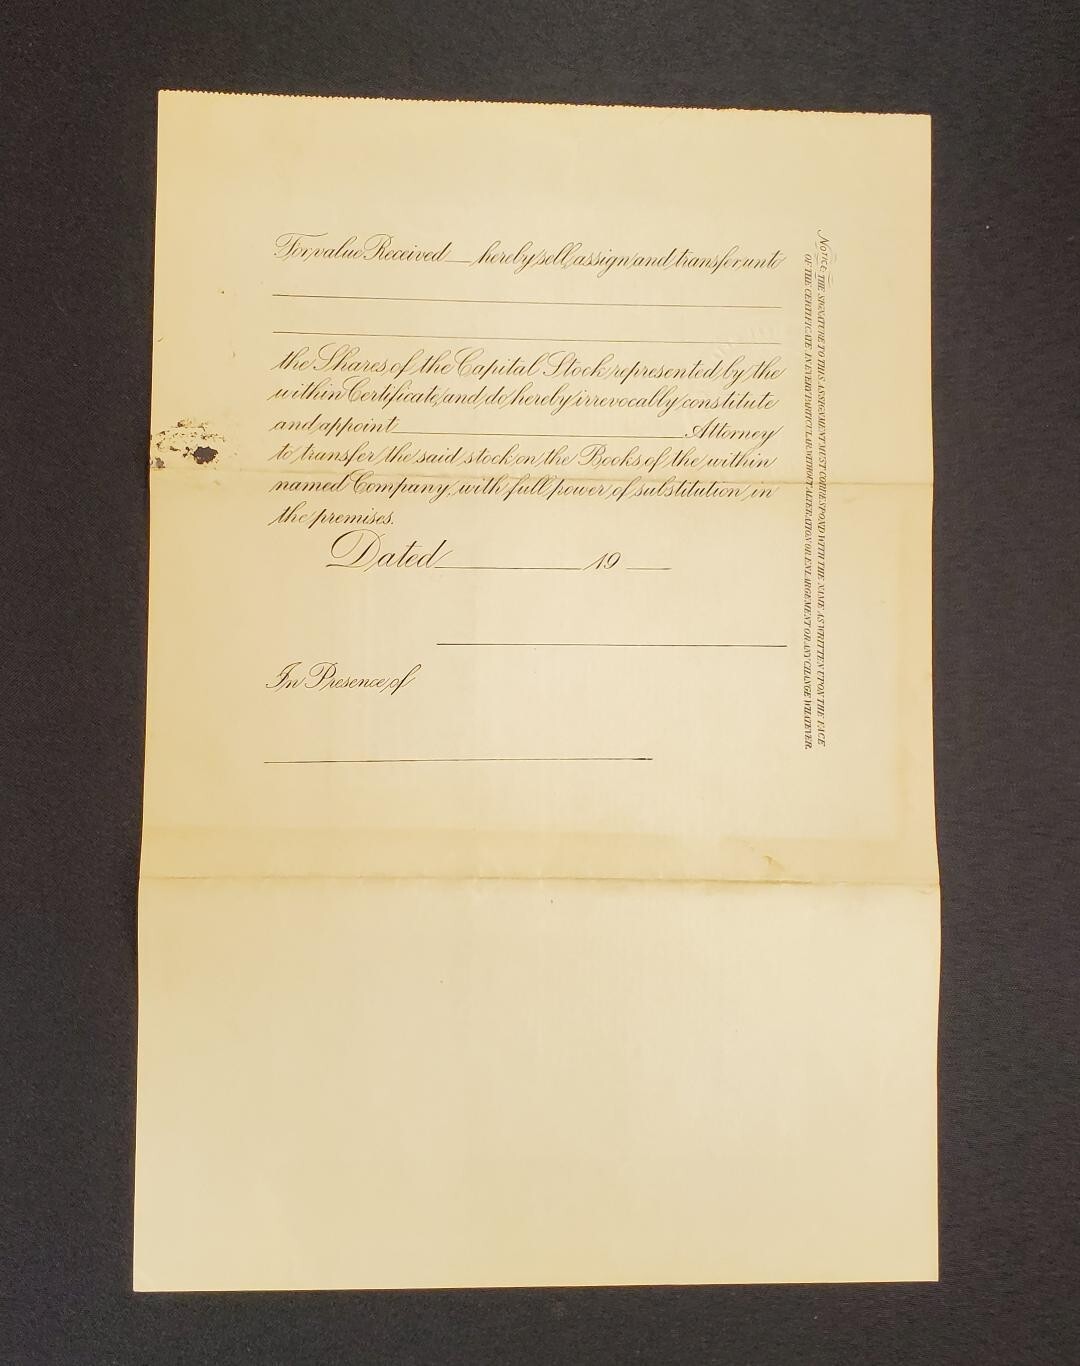 For value Received ___ hereby sell, assign and transfer unto
the Shares of the Capital Stock represented by the
within Certificate, and do hereby irrevocably constitute
and appoint ___ Attorney
to transfer the said stock on the Books of the within
named Company, with full power of substitution in
the premises.
Dated ___ 19 ___
In Presence of
NOTICE: THE SIGNATURE TO THIS ASSIGNMENT MUST CORRESPOND WITH THE NAME AS WRITTEN UPON THE FACE
OF THE CERTIFICATE, IN EVERY PARTICULAR, WITHOUT ALTERATION OR ENLARGEMENT OR ANY CHANGE WHATEVER.